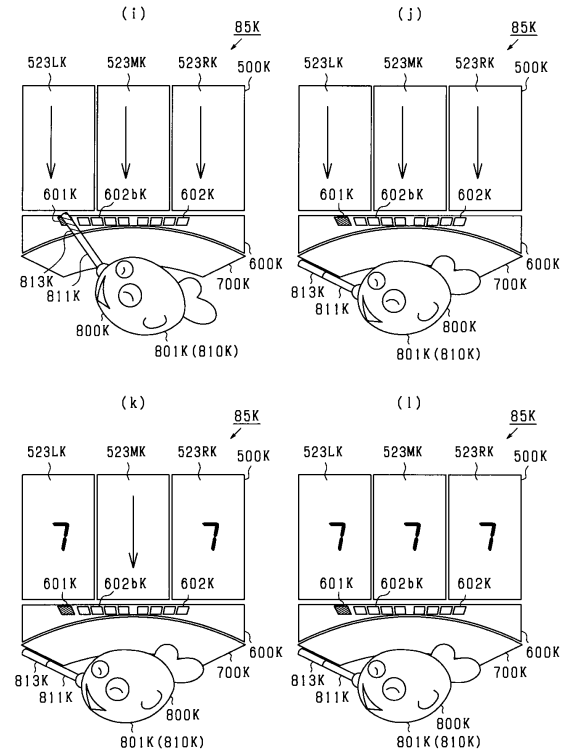 (i)
85K
523LK 523MK 523RK 500K
601K 602bK 602K
600K
813K 700K
811K
800K
801K(810K)
(j)
85K
523LK 523MK 523RK 500K
601K 602bK 602K
600K
813K 700K
811K 800K
801K(810K)
(k)
85K
523LK 523MK 523RK 500K
7 7
601K 602bK 602K
600K
813K 700K
811K 800K
801K(810K)
(l)
85K
523LK 523MK 523RK 500K
7 7 7
601K 602bK 602K
600K
813K 700K
811K 800K
801K(810K)